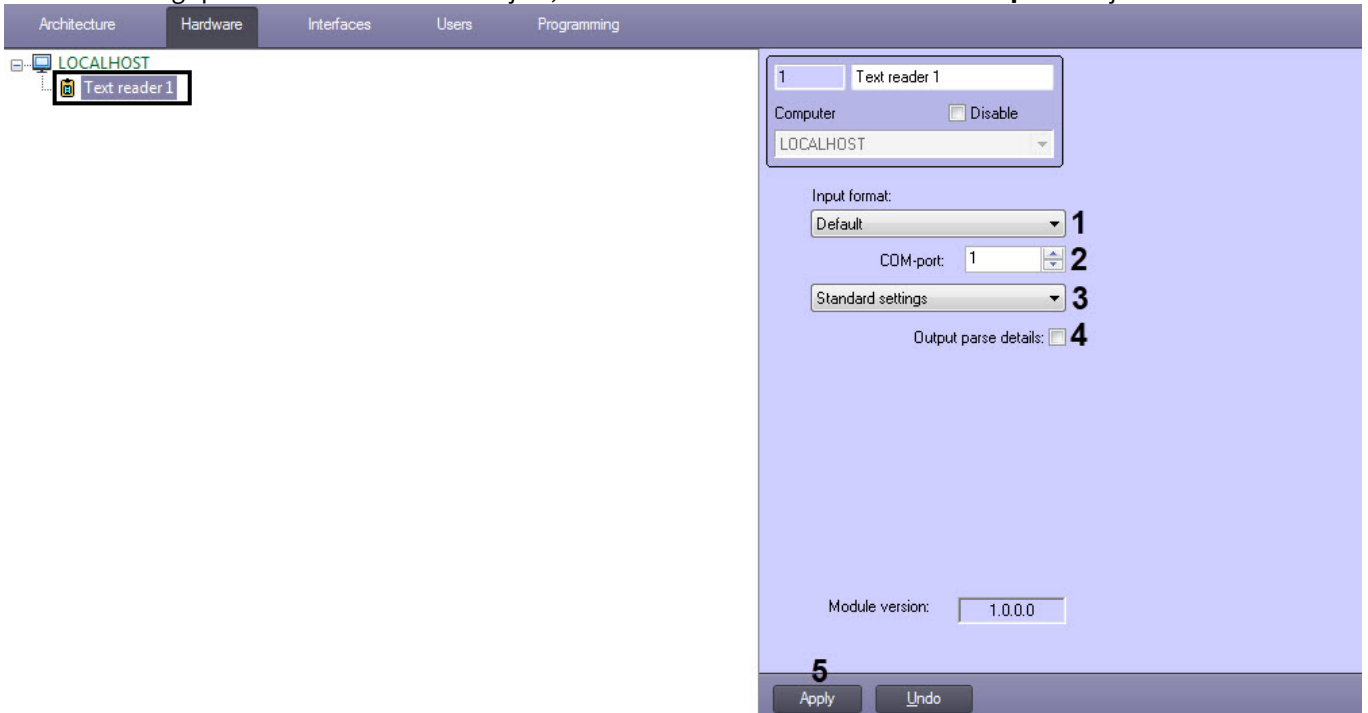 Architecture Hardware Interfaces Users Programming
LOCALHOST
Text reader 1
1 Text reader 1
Computer Disable
LOCALHOST
Input format:
Default 1
COM-port: 1 2
Standard settings 3
Output parse details: 4
Module version: 1.0.0.0
5
Apply Undo